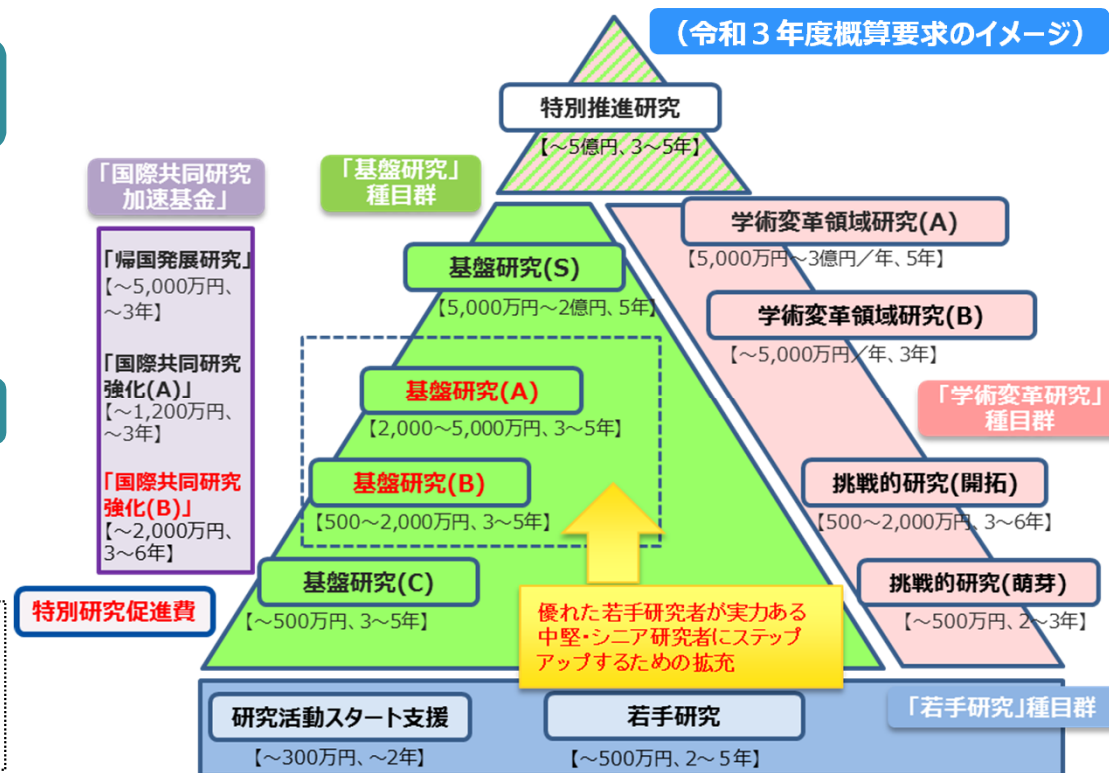 （令和３年度概算要求のイメージ）
特別推進研究
【～5億円、3～5年】
「国際共同研究
加速基金」
「帰国発展研究」
【～5,000万円、
～3年】
「国際共同研究
強化(A)」
【～1,200万円、
～3年】
「国際共同研究
強化(B)」
【～2,000万円、
3～6年】
特別研究促進費
「基盤研究」
種目群
基盤研究(S)
【5,000万円～2億円、5年】
基盤研究(A)
【2,000～5,000万円、3～5年】
基盤研究(B)
【500～2,000万円、3～5年】
基盤研究(C)
【～500万円、3～5年】
優れた若手研究者が実力ある
中堅・シニア研究者にステップ
アップするための拡充
学術変革領域研究(A)
【5,000万円～3億円／年、5年】
学術変革領域研究(B)
【～5,000万円／年、3年】
「学術変革研究」
種目群
挑戦的研究(開拓)
【500～2,000万円、3～6年】
挑戦的研究(萌芽)
【～500万円、2～3年】
「若手研究」種目群
研究活動スタート支援
【～300万円、～2年】
若手研究
【～500万円、2～５年】